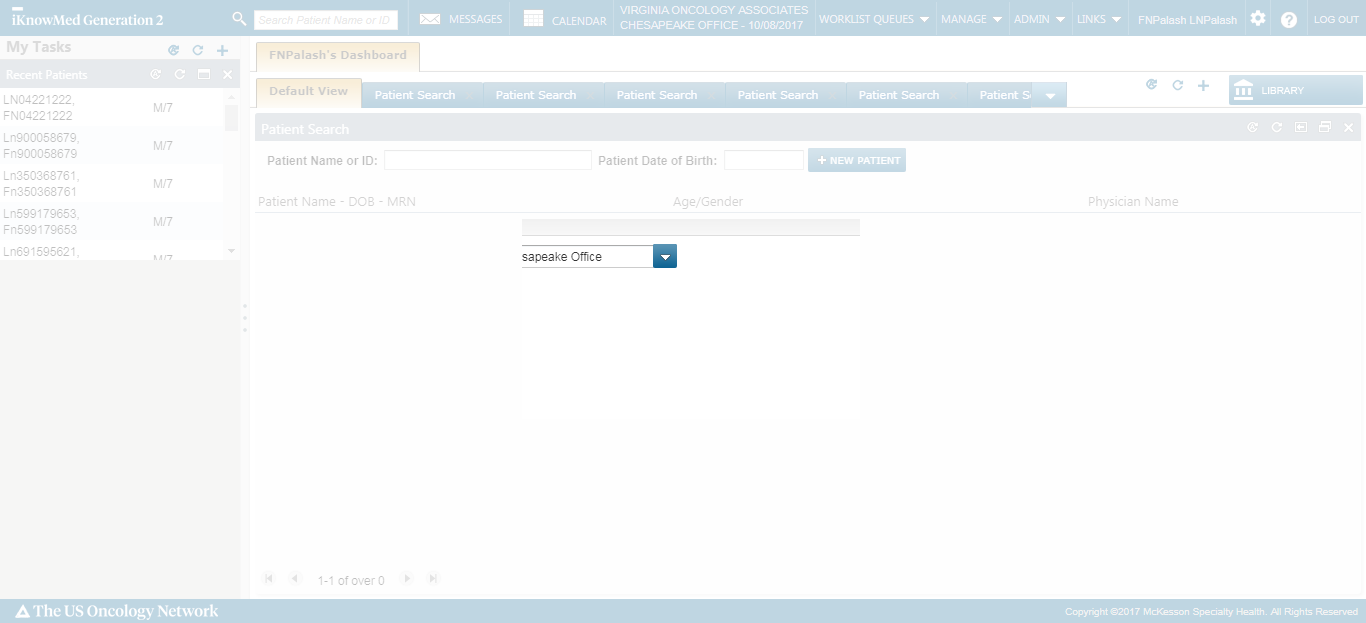 iKnowMed Generation 2
Search Patient Name or ID
MESSAGES
CALENDAR
VIRGINIA ONCOLOGY ASSOCIATES
CHESAPEAKE OFFICE - 10/08/2017
WORKLIST QUEUES
MANAGE
ADMIN
LINKS
FNPalash LNPalash
LOG OUT
My Tasks
Recent Patients
LN04221222,
FN04221222
M/7
Ln900058679,
Fn900058679
M/7
Ln350368761,
Fn350368761
M/7
Ln599179653,
Fn599179653
M/7
Ln691595621,
M/7
FNPalash's Dashboard
Default View
Patient Search
Patient Search
Patient Search
Patient Search
Patient Search
Patient S
LIBRARY
Patient Search
Patient Name or ID:
Patient Date of Birth:
+ NEW PATIENT
Patient Name - DOB - MRN
Age/Gender
Physician Name
sapeake Office
1-1 of over 0
The US Oncology Network
Copyright ©2017 McKesson Specialty Health. All Rights Reserved